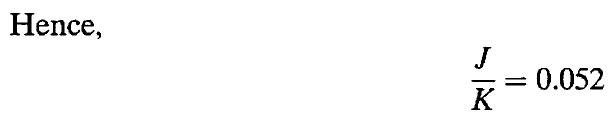 Hence,
J/K = 0.052